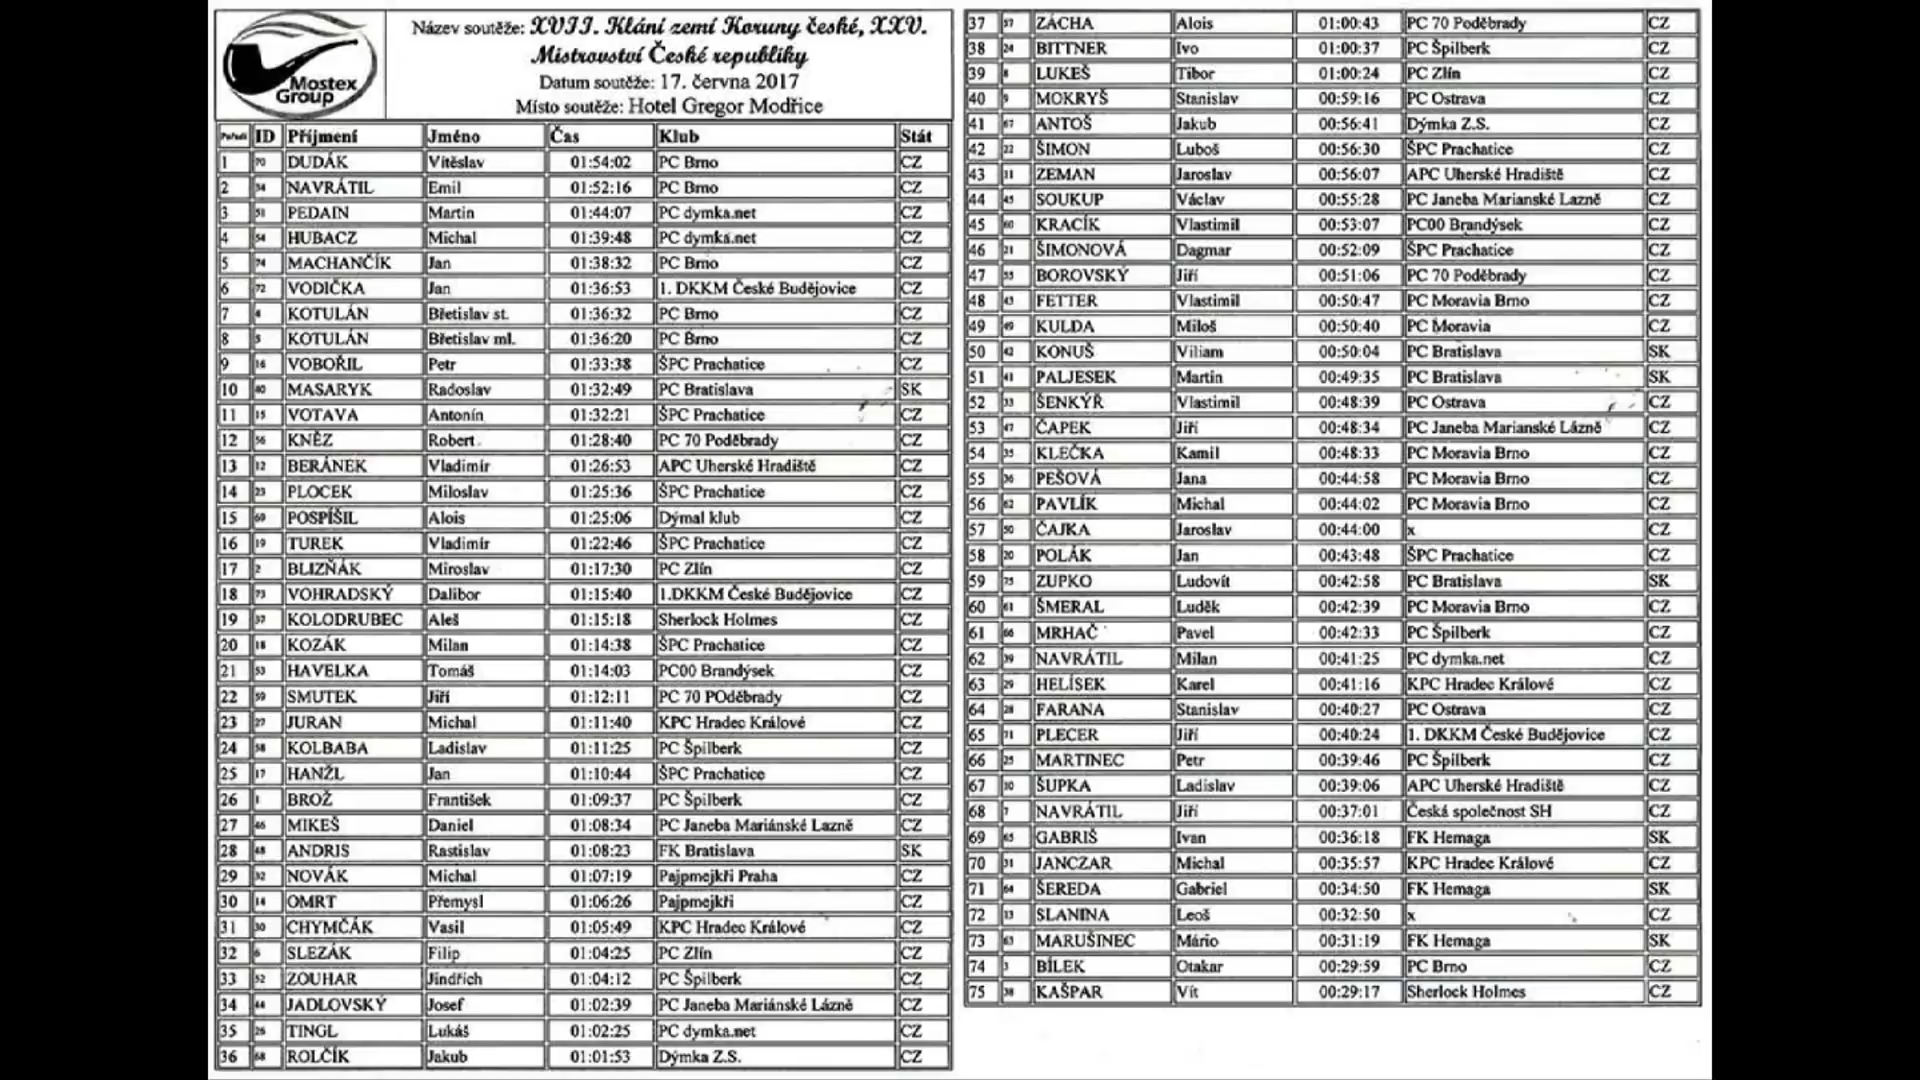 Mostex
Group
Název soutěže: XVII. Klání zemí Koruny české, XXV.
Mistrovství České republiky
Datum soutěže: 17. června 2017
Místo soutěže: Hotel Gregor Modřice
Pořadí ID Příjmení Jméno Čas Klub Stát
1 70 DUDÁK Vítěslav 01:54:02 PC Brno CZ
2 34 NAVRÁTIL Emil 01:52:16 PC Brno CZ
3 51 PEDAIN Martin 01:44:07 PC dymka.net CZ
4 54 HUBACZ Michal 01:39:48 PC dymka.net CZ
5 74 MACHANČÍK Jan 01:38:32 PC Brno CZ
6 72 VODIČKA Jan 01:36:53 1. DKKM České Budějovice CZ
7 4 KOTULÁN Břetislav st. 01:36:32 PC Brno CZ
8 5 KOTULÁN Břetislav ml. 01:36:20 PC Brno CZ
9 16 VOBOŘIL Petr 01:33:38 ŠPC Prachatice CZ
10 40 MASARYK Radoslav 01:32:49 PC Bratislava SK
11 15 VOTAVA Antonín 01:32:21 ŠPC Prachatice CZ
12 56 KNĚZ Robert 01:28:40 PC 70 Poděbrady CZ
13 12 BERÁNEK Vladimír 01:26:53 APC Uherské Hradiště CZ
14 23 PLOCEK Miloslav 01:25:36 ŠPC Prachatice CZ
15 69 POSPÍŠIL Alois 01:25:06 Dýmal klub CZ
16 19 TUREK Vladimír 01:22:46 ŠPC Prachatice CZ
17 2 BLIZŇÁK Miroslav 01:17:30 PC Zlín CZ
18 73 VOHRADSKÝ Dalibor 01:15:40 1.DKKM České Budějovice CZ
19 37 KOLODRUBEC Aleš 01:15:18 Sherlock Holmes CZ
20 18 KOZÁK Milan 01:14:38 ŠPC Prachatice CZ
21 53 HAVELKA Tomáš 01:14:03 PC00 Brandýsek CZ
22 59 SMUTEK Jiří 01:12:11 PC 70 POděbrady CZ
23 27 JURAN Michal 01:11:40 KPC Hradec Králové CZ
24 58 KOLBABA Ladislav 01:11:25 PC Špilberk CZ
25 17 HANŽL Jan 01:10:44 ŠPC Prachatice CZ
26 1 BROŽ František 01:09:37 PC Špilberk CZ
27 46 MIKEŠ Daniel 01:08:34 PC Janeba Mariánské Lazně CZ
28 48 ANDRIS Rastislav 01:08:23 FK Bratislava SK
29 32 NOVÁK Michal 01:07:19 Pajpmejkři Praha CZ
30 14 OMRT Přemysl 01:06:26 Pajpmejkři CZ
31 30 CHYMČÁK Vasil 01:05:49 KPC Hradec Králové CZ
32 6 SLEZÁK Filip 01:04:25 PC Zlín CZ
33 52 ZOUHAR Jindřich 01:04:12 PC Špilberk CZ
34 44 JADLOVSKÝ Josef 01:02:39 PC Janeba Mariánské Lázně CZ
35 26 TINGL Lukáš 01:02:25 PC dymka.net CZ
36 68 ROLČÍK Jakub 01:01:53 Dýmka Z.S. CZ
37 57 ZÁCHA Alois 01:00:43 PC 70 Poděbrady CZ
38 24 BITTNER Ivo 01:00:37 PC Špilberk CZ
39 8 LUKEŠ Tibor 01:00:24 PC Zlín CZ
40 9 MOKRYŠ Stanislav 00:59:16 PC Ostrava CZ
41 67 ANTOŠ Jakub 00:56:41 Dýmka Z.S. CZ
42 22 ŠIMON Luboš 00:56:30 ŠPC Prachatice CZ
43 11 ZEMAN Jaroslav 00:56:07 APC Uherské Hradiště CZ
44 45 SOUKUP Václav 00:55:28 PC Janeba Marianské Lazně CZ
45 60 KRACÍK Vlastimil 00:53:07 PC00 Brandýsek CZ
46 21 ŠIMONOVÁ Dagmar 00:52:09 ŠPC Prachatice CZ
47 55 BOROVSKÝ Jiří 00:51:06 PC 70 Poděbrady CZ
48 43 FETTER Vlastimil 00:50:47 PC Moravia Brno CZ
49 49 KULDA Miloš 00:50:40 PC Moravia CZ
50 42 KONUŠ Viliam 00:50:04 PC Bratislava SK
51 41 PALJESEK Martin 00:49:35 PC Bratislava SK
52 33 ŠENKÝŘ Vlastimil 00:48:39 PC Ostrava CZ
53 47 ČAPEK Jiří 00:48:34 PC Janeba Marianské Lázně CZ
54 35 KLEČKA Kamil 00:48:33 PC Moravia Brno CZ
55 36 PEŠOVÁ Jana 00:44:58 PC Moravia Brno CZ
56 62 PAVLÍK Michal 00:44:02 PC Moravia Brno CZ
57 50 ČAJKA Jaroslav 00:44:00 x CZ
58 20 POLÁK Jan 00:43:48 ŠPC Prachatice CZ
59 75 ZUPKO Ludovít 00:42:58 PC Bratislava SK
60 61 ŠMERAL Luděk 00:42:39 PC Moravia Brno CZ
61 66 MRHAČ Pavel 00:42:33 PC Špilberk CZ
62 39 NAVRÁTIL Milan 00:41:25 PC dymka.net CZ
63 29 HELÍSEK Karel 00:41:16 KPC Hradec Králové CZ
64 28 FARANA Stanislav 00:40:27 PC Ostrava CZ
65 71 PLECER Jiří 00:40:24 1. DKKM České Budějovice CZ
66 25 MARTINEC Petr 00:39:46 PC Špilberk CZ
67 10 ŠUPKA Ladislav 00:39:06 APC Uherské Hradiště CZ
68 7 NAVRÁTIL Jiří 00:37:01 Česká společnost SH CZ
69 65 GABRIŠ Ivan 00:36:18 FK Hemaga SK
70 31 JANCZAR Michal 00:35:57 KPC Hradec Králové CZ
71 64 ŠEREDA Gabriel 00:34:50 FK Hemaga SK
72 13 SLANINA Leoš 00:32:50 x CZ
73 63 MARUŠINEC Mário 00:31:19 FK Hemaga SK
74 3 BÍLEK Otakar 00:29:59 PC Brno CZ
75 38 KAŠPAR Vít 00:29:17 Sherlock Holmes CZ